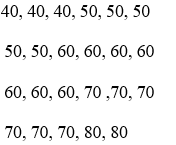 40, 40, 40, 50, 50, 50
50, 50, 60, 60, 60, 60
60, 60, 60, 70 ,70, 70
70, 70, 70, 80, 80